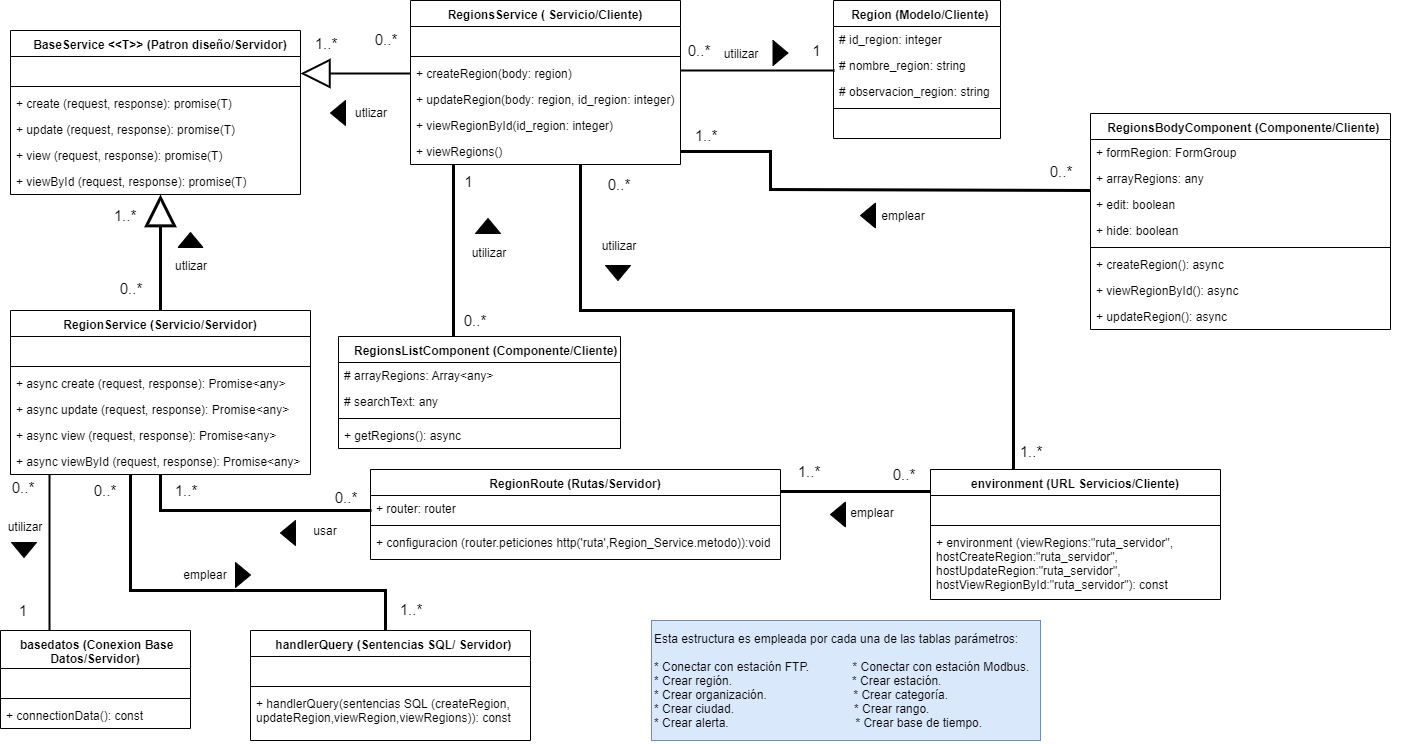 BaseService <<T>> (Patron diseño/Servidor)
+ create (request, response): promise(T)
+ update (request, response): promise(T)
+ view (request, response): promise(T)
+ viewById (request, response): promise(T)
1..*
0..*
utlizar
RegionsService ( Servicio/Cliente)
+ createRegion(body: region)
+ updateRegion(body: region, id_region: integer)
+ viewRegionById(id_region: integer)
+ viewRegions()
0..*
utilizar
1
Region (Modelo/Cliente)
# id_region: integer
# nombre_region: string
# observacion_region: string
1..*
0..*
emplear
RegionsBodyComponent (Componente/Cliente)
+ formRegion: FormGroup
+ arrayRegions: any
+ edit: boolean
+ hide: boolean
+ createRegion(): async
+ viewRegionById(): async
+ updateRegion(): async
1..*
utlizar
0..*
1
utilizar
0..*
0..*
utilizar
1..*
RegionService (Servicio/Servidor)
+ async create (request, response): Promise<any>
+ async update (request, response): Promise<any>
+ async view (request, response): Promise<any>
+ async viewById (request, response): Promise<any>
RegionsListComponent (Componente/Cliente)
# arrayRegions: Array<any>
# searchText: any
+ getRegions(): async
0..*
utilizar
1
0..*
emplear
1..*
1..*
0..*
usar
RegionRoute (Rutas/Servidor)
+ router: router
+ configuracion (router.peticiones http('ruta',Region_Service.metodo)):void
1..*
0..*
emplear
environment (URL Servicios/Cliente)
+ environment (viewRegions:"ruta_servidor",
hostCreateRegion:"ruta_servidor",
hostUpdateRegion:"ruta_servidor",
hostViewRegionById:"ruta_servidor"): const
basedatos (Conexion Base
Datos/Servidor)
+ connectionData(): const
handlerQuery (Sentencias SQL/ Servidor)
+ handlerQuery(sentencias SQL (createRegion,
updateRegion,viewRegion,viewRegions)): const
Esta estructura es empleada por cada una de las tablas parámetros:
* Conectar con estación FTP. * Conectar con estación Modbus.
* Crear región. * Crear estación.
* Crear organización. * Crear categoría.
* Crear ciudad. * Crear rango.
* Crear alerta. * Crear base de tiempo.